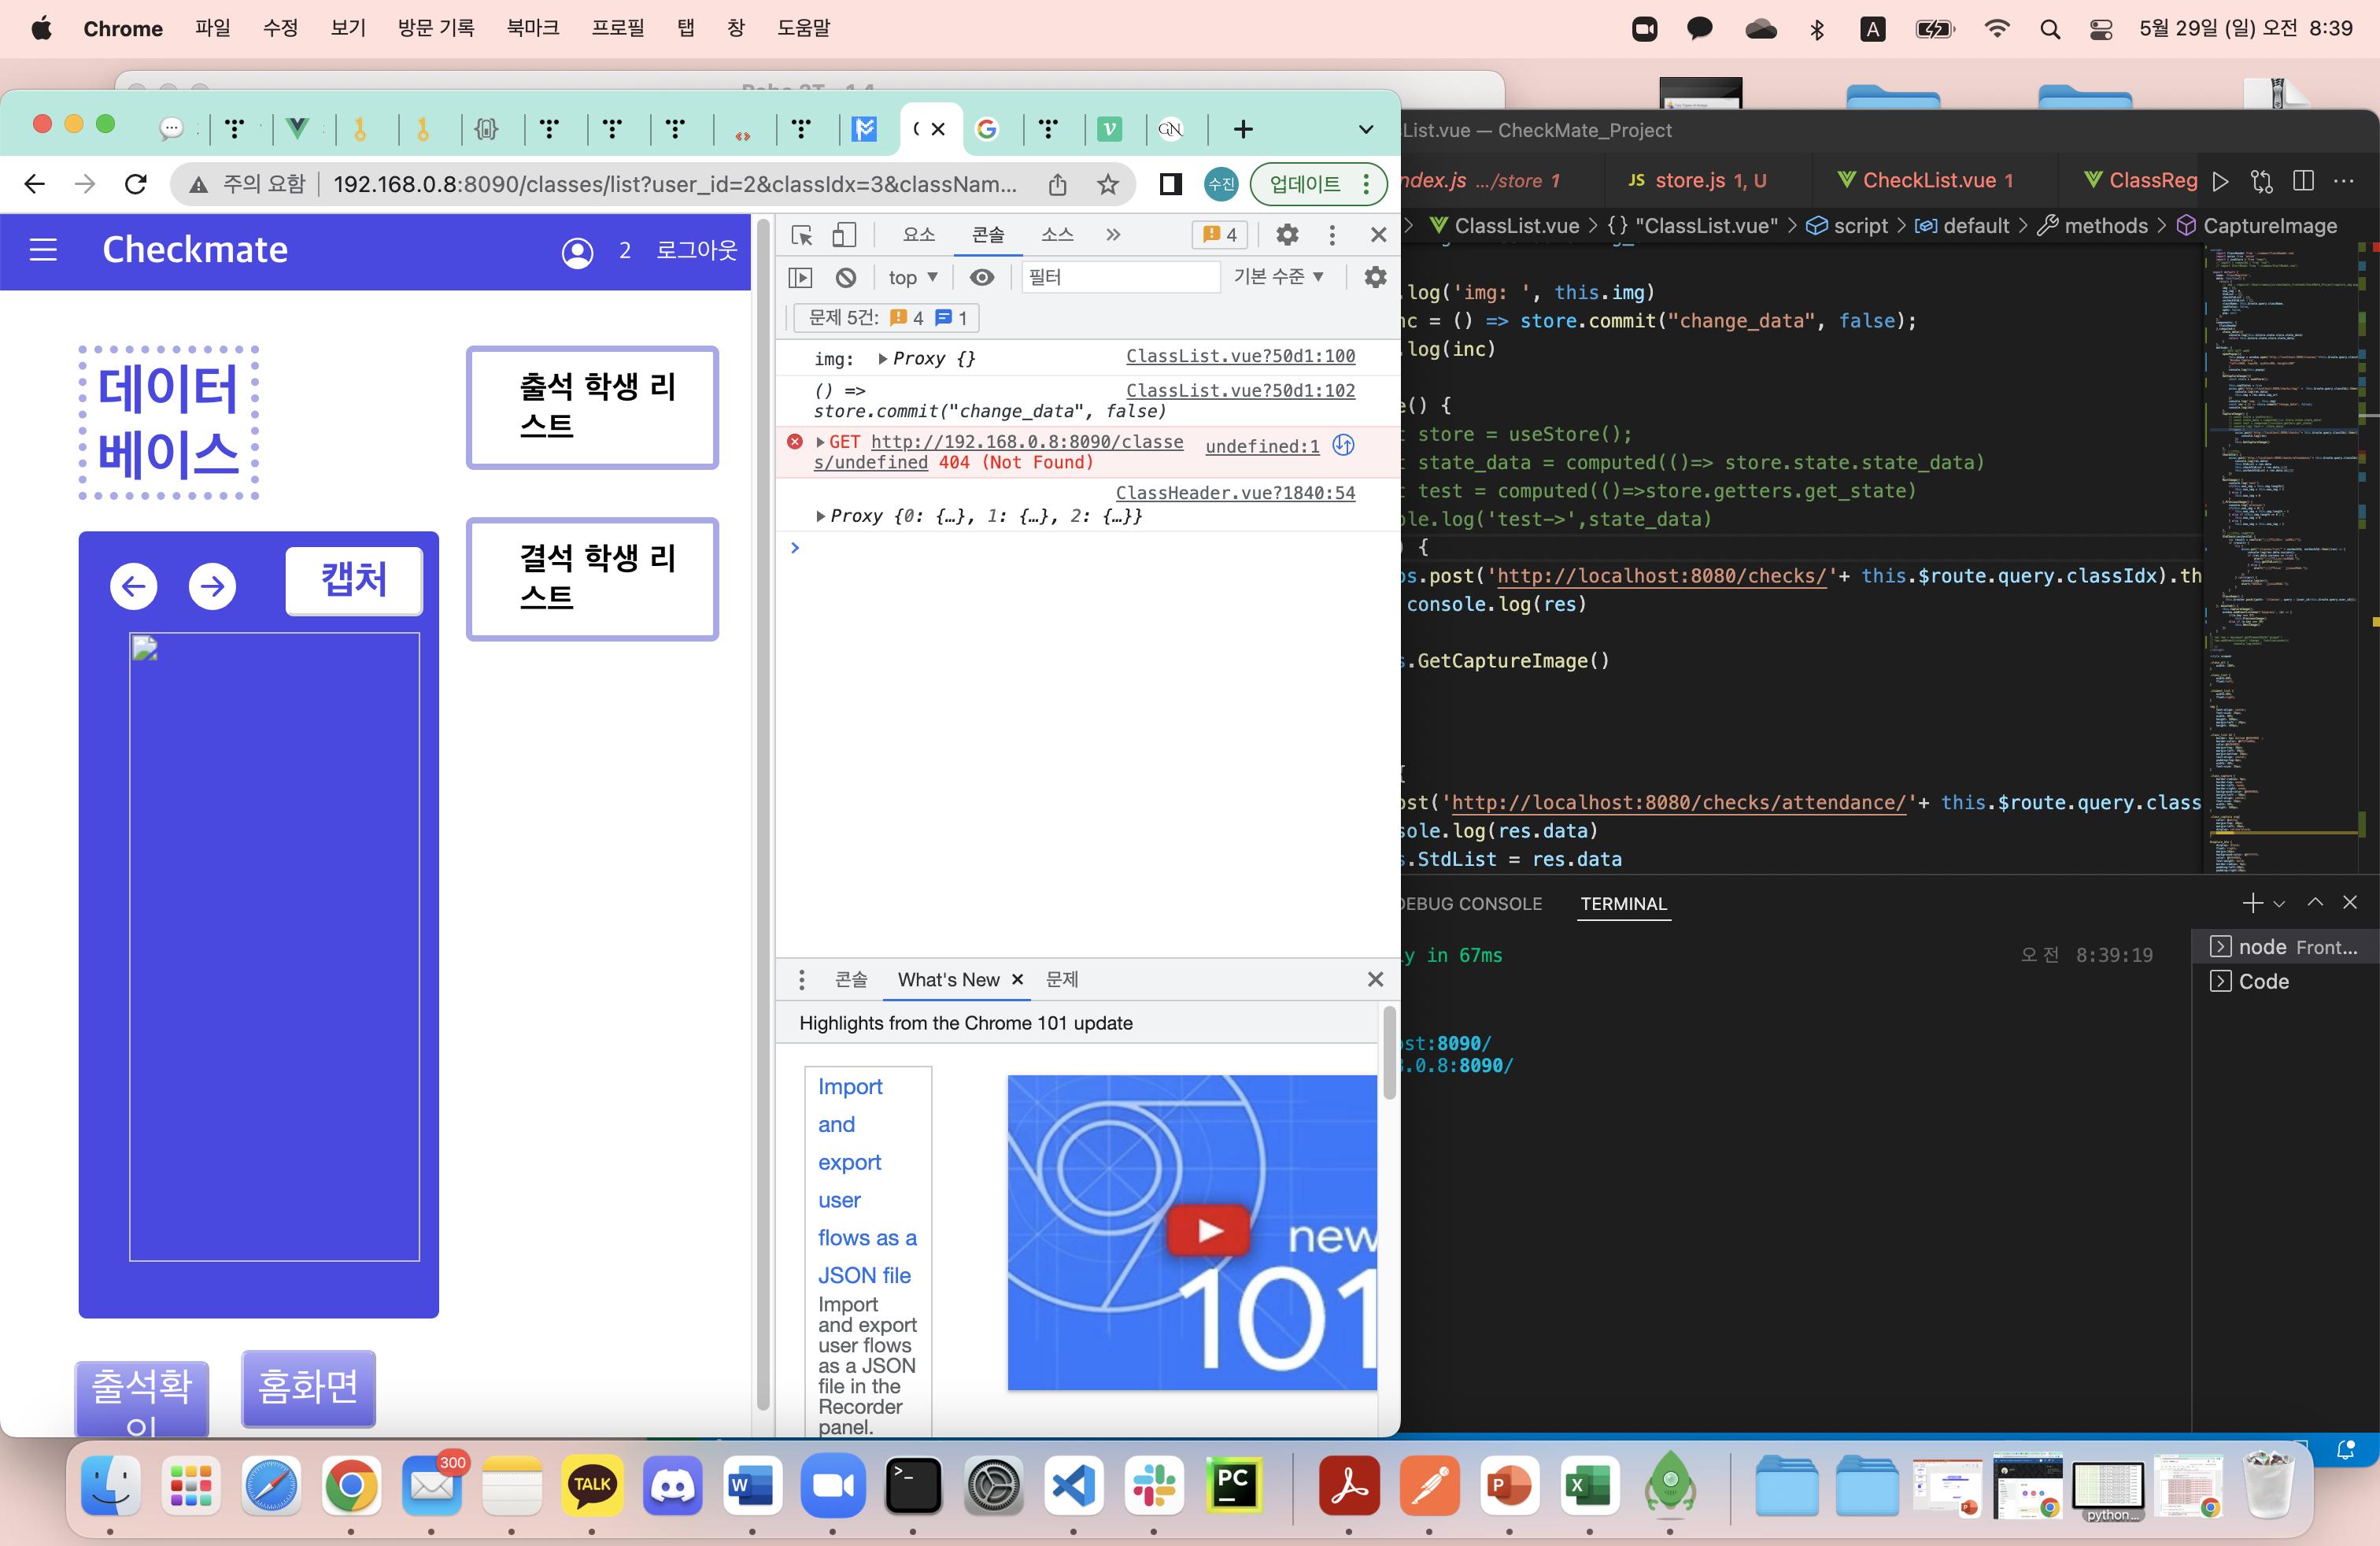 Chrome 파일 수정 보기 방문 기록 북마크 프로필 탭 창 도움말
A 5월 29일 (일) 오전 8:39
주의 요함 192.168.0.8:8090/classes/list?user_id=2&classIdx=3&classNam...
수진 업데이트
Checkmate 2 로그아웃
데이터
베이스
캡처
출석 학생 리
스트
결석 학생 리
스트
출석확
인
홈화면
요소 콘솔 소스 4
top 필터 기본 수준
문제 5건: 4 1
img: Proxy {} ClassList.vue?50d1:100
() => ClassList.vue?50d1:102
store.commit("change_data", false)
GET http://192.168.0.8:8090/classe undefined:1
s/undefined 404 (Not Found)
ClassHeader.vue?1840:54
Proxy {0: {…}, 1: {…}, 2: {…}}
콘솔 What's New 문제
Highlights from the Chrome 101 update
Import
and
export
user
flows as a
JSON file
Import
and export
user flows
as a JSON
file in the
Recorder
panel.
new
101
List.vue — CheckMate_Project
ndex.js .../store 1 JS store.js 1, U CheckList.vue 1 ClassReg
ClassList.vue {} "ClassList.vue" script default methods CaptureImage
log('img: ', this.img)
nc = () => store.commit("change_data", false);
log(inc)
e() {
t store = useStore();
t state_data = computed(()=> store.state.state_data)
t test = computed(()=>store.getters.get_state)
ole.log('test->',state_data)
) {
os.post('http://localhost:8080/checks/'+ this.$route.query.classIdx).th
console.log(res)
s.GetCaptureImage()
{
ost('http://localhost:8080/checks/attendance/'+ this.$route.query.class
sole.log(res.data)
s.StdList = res.data
DEBUG CONSOLE TERMINAL
ly in 67ms 오전 8:39:19
ost:8090/
8.0.8:8090/
node Front...
Code
300
TALK
W
PC
P
X
python...